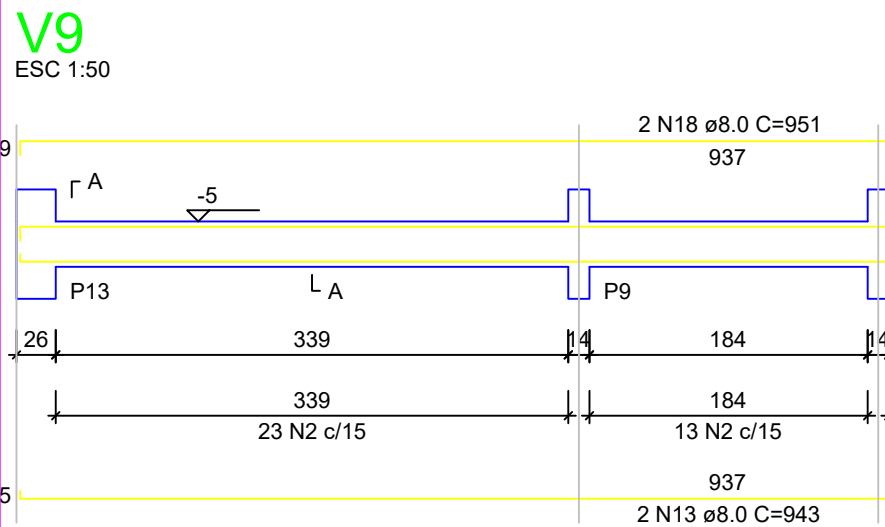 V9
ESC 1:50
2 N18 ø8.0 C=951
9
937
A
-5
P13
A
P9
26
339
14
184
14
339
184
23 N2 c/15
13 N2 c/15
937
5
2 N13 ø8.0 C=943